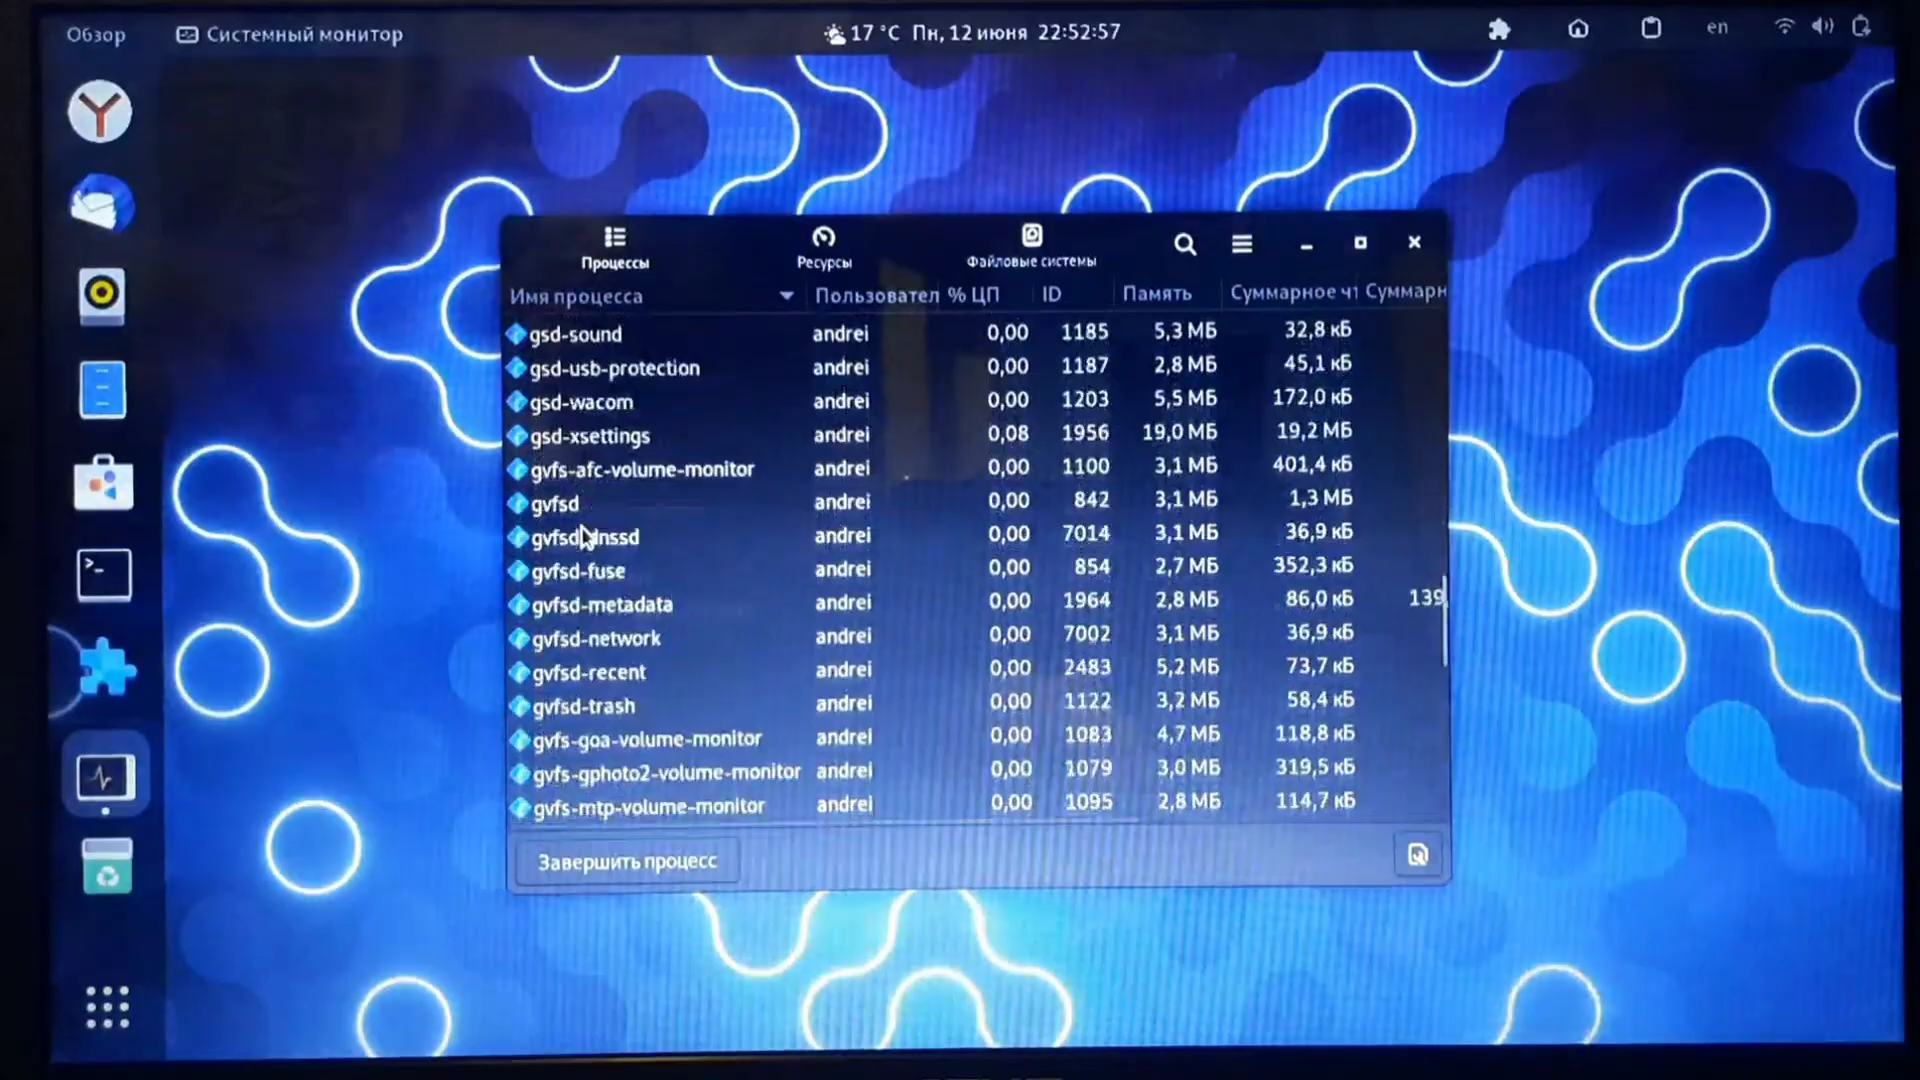 Обзор Системный монитор 17 °C Пн, 12 июня 22:52:57 en
Процессы Ресурсы Файловые системы
Имя процесса Пользовател % ЦП ID Память Суммарное чт Суммарн
gsd-sound andrei 0,00 1185 5,3 МБ 32,8 кБ
gsd-usb-protection andrei 0,00 1187 2,8 МБ 45,1 кБ
gsd-wacom andrei 0,00 1203 5,5 МБ 172,0 кБ
gsd-xsettings andrei 0,08 1956 19,0 МБ 19,2 МБ
gvfs-afc-volume-monitor andrei 0,00 1100 3,1 МБ 401,4 кБ
gvfsd andrei 0,00 842 3,1 МБ 1,3 МБ
gvfsd-dnssd andrei 0,00 7014 3,1 МБ 36,9 кБ
gvfsd-fuse andrei 0,00 854 2,7 МБ 352,3 кБ
gvfsd-metadata andrei 0,00 1964 2,8 МБ 86,0 кБ 139
gvfsd-network andrei 0,00 7002 3,1 МБ 36,9 кБ
gvfsd-recent andrei 0,00 2483 5,2 МБ 73,7 кБ
gvfsd-trash andrei 0,00 1122 3,2 МБ 58,4 кБ
gvfs-goa-volume-monitor andrei 0,00 1083 4,7 МБ 118,8 кБ
gvfs-gphoto2-volume-monitor andrei 0,00 1079 3,0 МБ 319,5 кБ
gvfs-mtp-volume-monitor andrei 0,00 1095 2,8 МБ 114,7 кБ
Завершить процесс